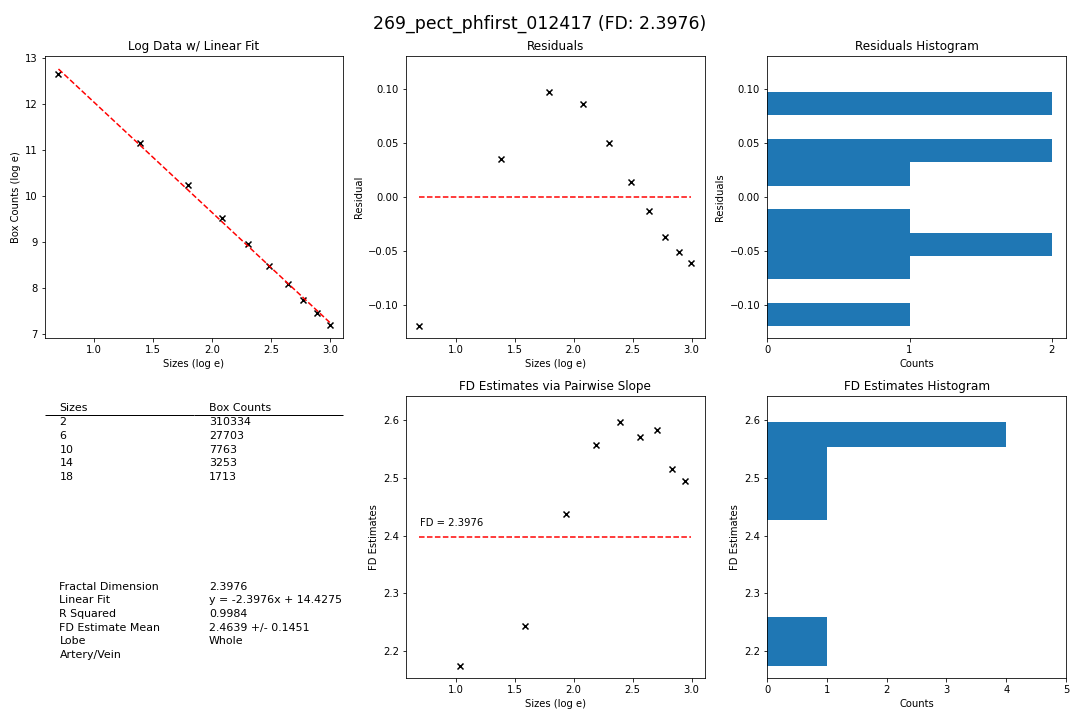 269_pect_phfirst_012417 (FD: 2.3976)
Log Data w/ Linear Fit
Box Counts (log e)
13
12
11
10
9
8
7
1.0 1.5 2.0 2.5 3.0
Sizes (log e)
Residuals
Residual
0.10
0.05
0.00
−0.05
−0.10
1.0 1.5 2.0 2.5 3.0
Sizes (log e)
Residuals Histogram
Residuals
0.10
0.05
0.00
−0.05
−0.10
0 1 2
Counts
Sizes Box Counts
2 310334
6 27703
10 7763
14 3253
18 1713
Fractal Dimension 2.3976
Linear Fit y = -2.3976x + 14.4275
R Squared 0.9984
FD Estimate Mean 2.4639 +/- 0.1451
Lobe Whole
Artery/Vein
FD Estimates via Pairwise Slope
FD Estimates
2.6
2.5
2.4
2.3
2.2
FD = 2.3976
1.0 1.5 2.0 2.5 3.0
Sizes (log e)
FD Estimates Histogram
FD Estimates
2.6
2.5
2.4
2.3
2.2
0 1 2 3 4 5
Counts